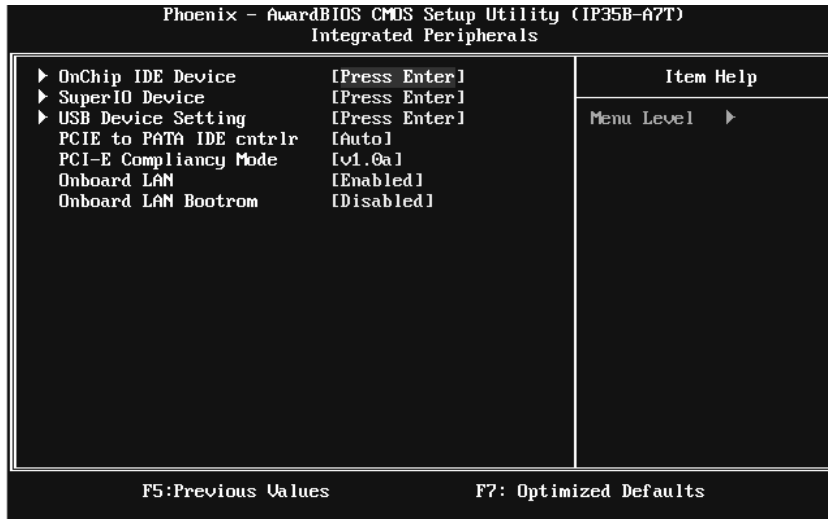 Phoenix - AwardBIOS CMOS Setup Utility (IP35B-A7T)
Integrated Peripherals
OnChip IDE Device [Press Enter]
SuperIO Device [Press Enter]
USB Device Setting [Press Enter]
PCIE to PATA IDE cntrlr [Auto]
PCI-E Compliancy Mode [v1.0a]
Onboard LAN [Enabled]
Onboard LAN Bootrom [Disabled]
Item Help
Menu Level
F5:Previous Values F7: Optimized Defaults